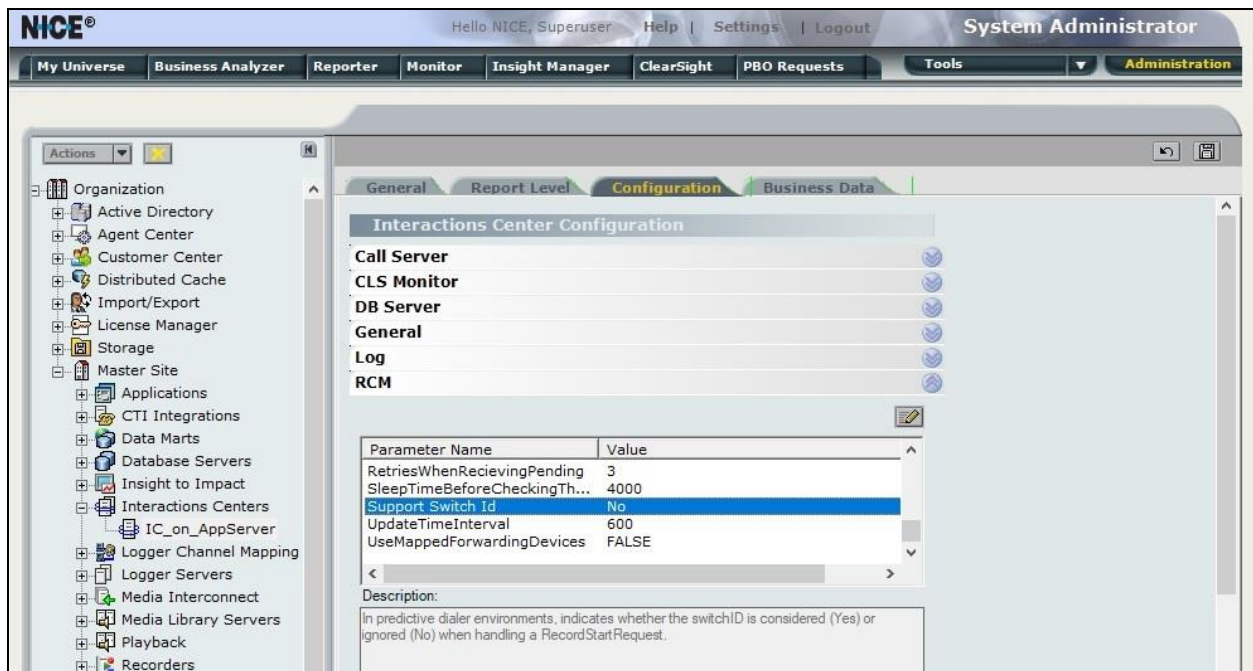 NICE®
Hello NICE, Superuser Help | Settings | Logout System Administrator
My Universe Business Analyzer Reporter Monitor Insight Manager ClearSight PBO Requests Tools Administration
Actions
Organization
Active Directory
Agent Center
Customer Center
Distributed Cache
Import/Export
License Manager
Storage
Master Site
Applications
CTI Integrations
Data Marts
Database Servers
Insight to Impact
Interactions Centers
IC_on_AppServer
Logger Channel Mapping
Logger Servers
Media Interconnect
Media Library Servers
Playback
Recorders
General Report Level Configuration Business Data
Interactions Center Configuration
Call Server
CLS Monitor
DB Server
General
Log
RCM
Parameter Name Value
RetriesWhenRecievingPending 3
SleepTimeBeforeCheckingTh... 4000
Support Switch Id No
UpdateTimeInterval 600
UseMappedForwardingDevices FALSE
Description:
In predictive dialer environments, indicates whether the switchID is considered (Yes) or
ignored (No) when handling a RecordStartRequest.